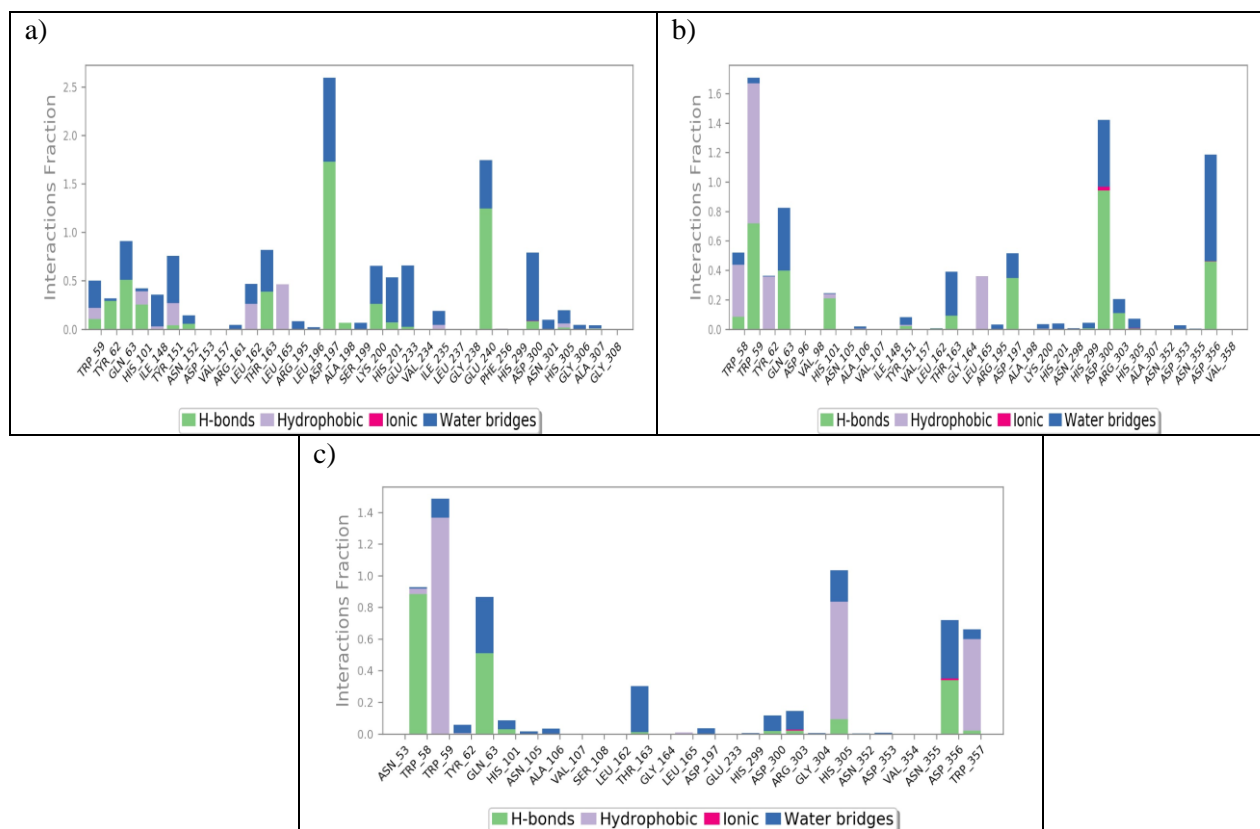 a)
Interactions Fraction
2.5
2.0
1.5
1.0
0.5
0.0
TRP_59
TYR_62
GLN_63
HIS_101
ILE_148
TYR_151
ASN_152
ASP_153
VAL_157
ARG_161
LEU_162
THR_163
LEU_165
ARG_195
LEU_196
ASP_197
ALA_198
SER_199
LYS_200
HIS_201
GLU_233
VAL_234
ILE_235
LEU_237
GLY_238
GLU_240
PHE_256
HIS_299
ASP_300
ASN_301
HIS_305
GLY_306
ALA_307
GLY_308
H-bonds Hydrophobic Ionic Water bridges
b)
Interactions Fraction
1.6
1.4
1.2
1.0
0.8
0.6
0.4
0.2
0.0
TRP_58
TRP_59
TYR_62
GLN_63
ASP_96
VAL_98
HIS_101
ASN_105
ALA_106
VAL_107
ILE_148
TYR_151
VAL_157
LEU_162
THR_163
GLY_164
LEU_165
ARG_195
ASP_197
ALA_198
LYS_200
HIS_201
ASN_298
HIS_299
ASP_300
ARG_303
HIS_305
ALA_307
ASN_352
ASP_353
ASN_355
ASP_356
VAL_358
H-bonds Hydrophobic Ionic Water bridges
c)
Interactions Fraction
1.4
1.2
1.0
0.8
0.6
0.4
0.2
0.0
ASN_53
TRP_58
TRP_59
TYR_62
GLN_63
HIS_101
ASN_105
ALA_106
VAL_107
SER_108
LEU_162
THR_163
GLY_164
LEU_165
ASP_197
GLU_233
HIS_299
ASP_300
ARG_303
GLY_304
HIS_305
ASN_352
ASP_353
VAL_354
ASN_355
ASP_356
TRP_357
H-bonds Hydrophobic Ionic Water bridges